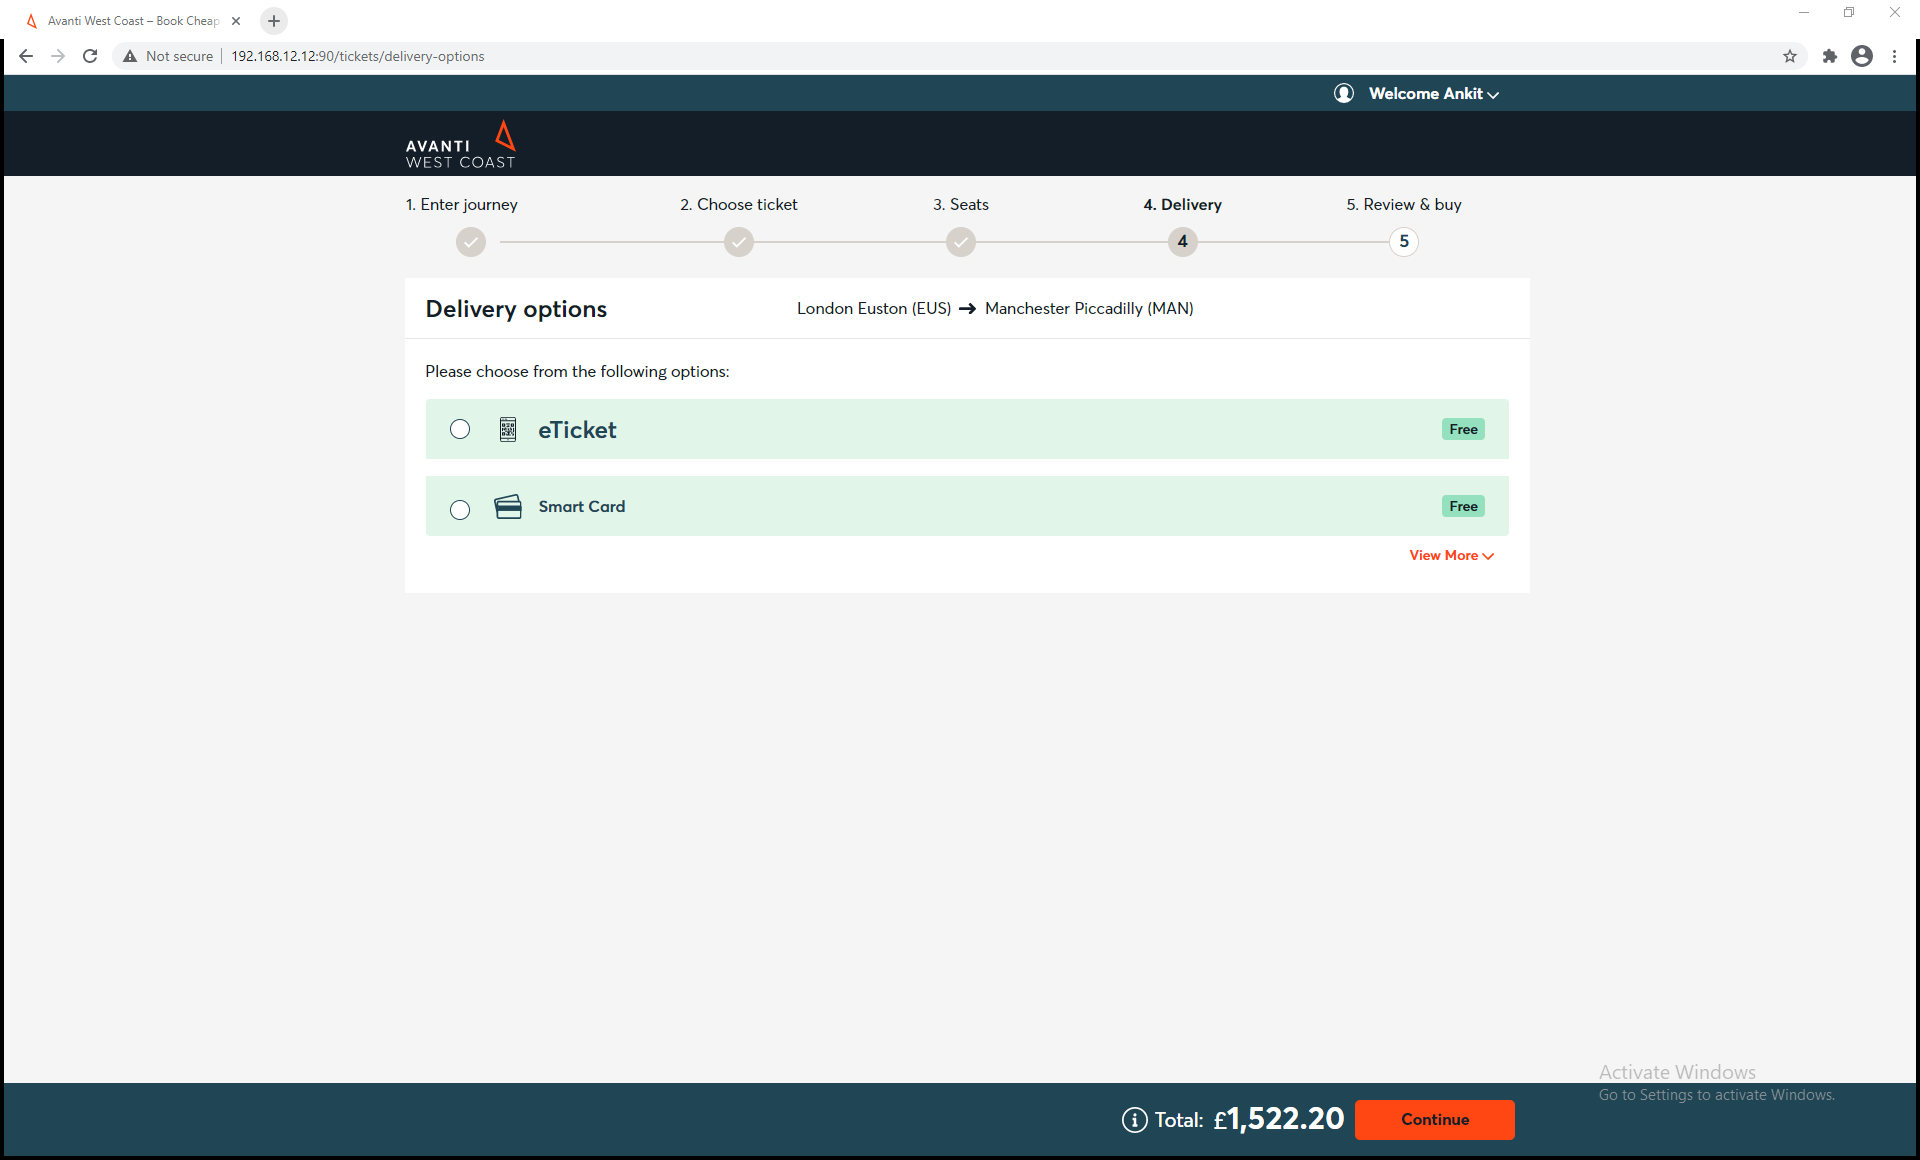 Avanti West Coast – Book Cheap
Not secure
192.168.12.12:90/tickets/delivery-options
Welcome Ankit
AVANTI
WEST COAST
1. Enter journey
2. Choose ticket
3. Seats
4. Delivery
5. Review & buy
4
5
Delivery options
London Euston (EUS) → Manchester Piccadilly (MAN)
Please choose from the following options:
eTicket
Free
Smart Card
Free
View More
Activate Windows
Go to Settings to activate Windows.
Total: £1,522.20
Continue